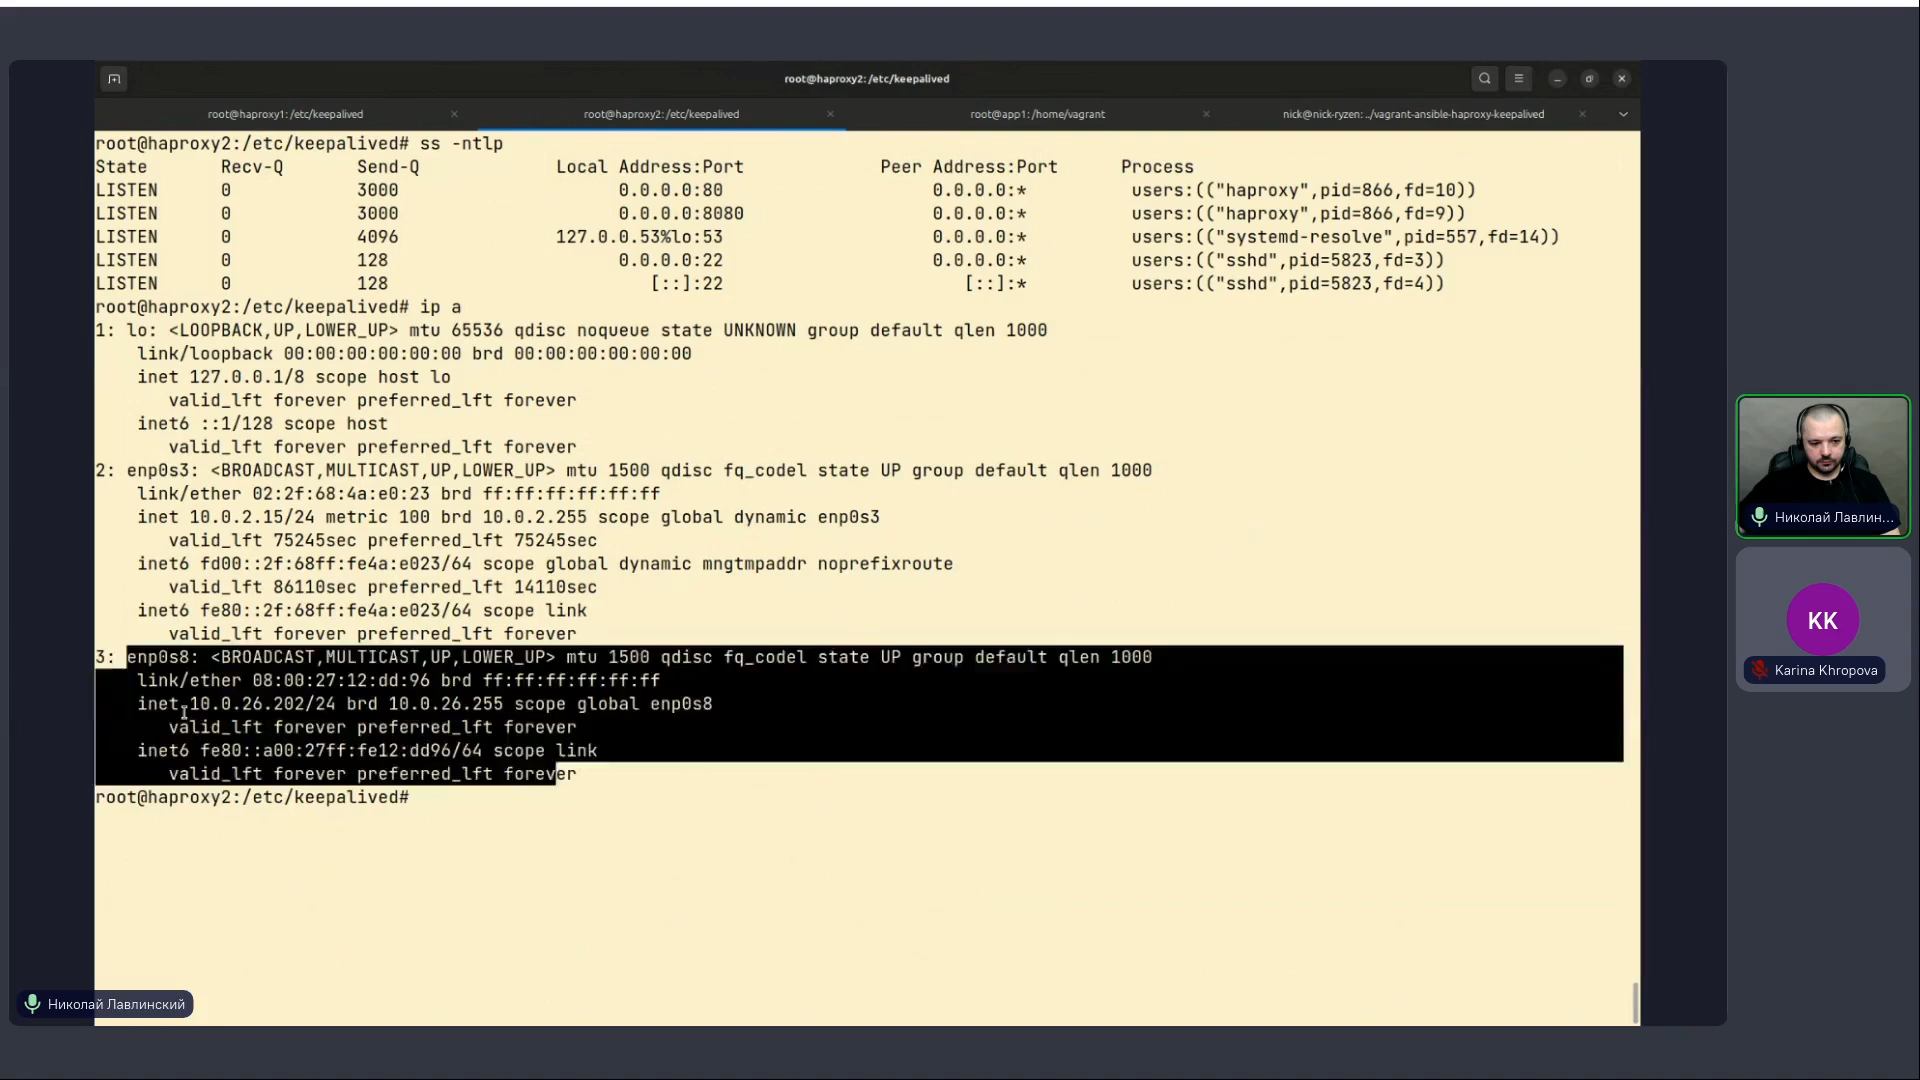 root@haproxy2: /etc/keepalived
root@haproxy1: /etc/keepalived
root@haproxy2: /etc/keepalived
root@app1: /home/vagrant
nick@nick-ryzen: ../vagrant-ansible-haproxy-keepalived
root@haproxy2:/etc/keepalived# ss -ntlp
State Recv-Q Send-Q Local Address:Port Peer Address:Port Process
LISTEN 0 3000 0.0.0.0:80 0.0.0.0:* users:(("haproxy",pid=866,fd=10))
LISTEN 0 3000 0.0.0.0:8080 0.0.0.0:* users:(("haproxy",pid=866,fd=9))
LISTEN 0 4096 127.0.0.53%lo:53 0.0.0.0:* users:(("systemd-resolve",pid=557,fd=14))
LISTEN 0 128 0.0.0.0:22 0.0.0.0:* users:(("sshd",pid=5823,fd=3))
LISTEN 0 128 [::]:22 [::]:* users:(("sshd",pid=5823,fd=4))
root@haproxy2:/etc/keepalived# ip a
1: lo: <LOOPBACK,UP,LOWER_UP> mtu 65536 qdisc noqueue state UNKNOWN group default qlen 1000
link/loopback 00:00:00:00:00:00 brd 00:00:00:00:00:00
inet 127.0.0.1/8 scope host lo
valid_lft forever preferred_lft forever
inet6 ::1/128 scope host
valid_lft forever preferred_lft forever
2: enp0s3: <BROADCAST,MULTICAST,UP,LOWER_UP> mtu 1500 qdisc fq_codel state UP group default qlen 1000
link/ether 02:2f:68:4a:e0:23 brd ff:ff:ff:ff:ff:ff
inet 10.0.2.15/24 metric 100 brd 10.0.2.255 scope global dynamic enp0s3
valid_lft 75245sec preferred_lft 75245sec
inet6 fd00::2f:68ff:fe4a:e023/64 scope global dynamic mngtmpaddr noprefixroute
valid_lft 86110sec preferred_lft 14110sec
inet6 fe80::2f:68ff:fe4a:e023/64 scope link
valid_lft forever preferred_lft forever
3: enp0s8: <BROADCAST,MULTICAST,UP,LOWER_UP> mtu 1500 qdisc fq_codel state UP group default qlen 1000
link/ether 08:00:27:12:dd:96 brd ff:ff:ff:ff:ff:ff
inet 10.0.26.202/24 brd 10.0.26.255 scope global enp0s8
valid_lft forever preferred_lft forever
inet6 fe80::a00:27ff:fe12:dd96/64 scope link
valid_lft forever preferred_lft forever
root@haproxy2:/etc/keepalived#
Николай Лавлин...
KK
Karina Khropova
Николай Лавлинский